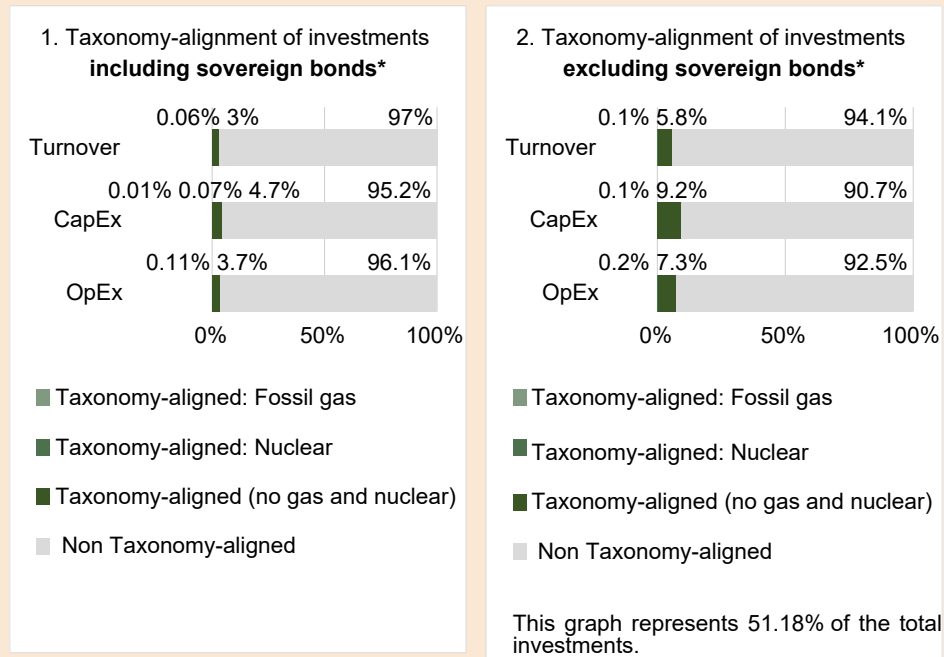 1. Taxonomy-alignment of investments
including sovereign bonds*
0.06% 3% 97%
Turnover
0.01% 0.07% 4.7% 95.2%
CapEx
0.11% 3.7% 96.1%
OpEx
0% 50% 100%
Taxonomy-aligned: Fossil gas
Taxonomy-aligned: Nuclear
Taxonomy-aligned (no gas and nuclear)
Non Taxonomy-aligned
2. Taxonomy-alignment of investments
excluding sovereign bonds*
0.1% 5.8% 94.1%
Turnover
0.1% 9.2% 90.7%
CapEx
0.2% 7.3% 92.5%
OpEx
0% 50% 100%
Taxonomy-aligned: Fossil gas
Taxonomy-aligned: Nuclear
Taxonomy-aligned (no gas and nuclear)
Non Taxonomy-aligned
This graph represents 51.18% of the total
investments.